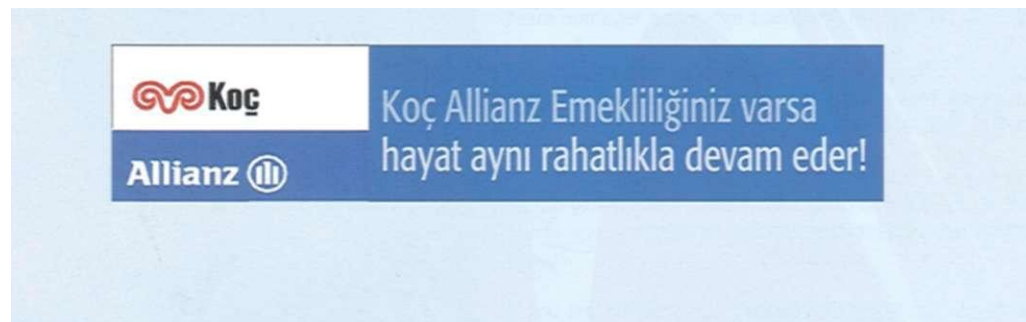 Koç
Allianz
Koç Allianz Emekliliğiniz varsa
hayat aynı rahatlıkla devam eder!